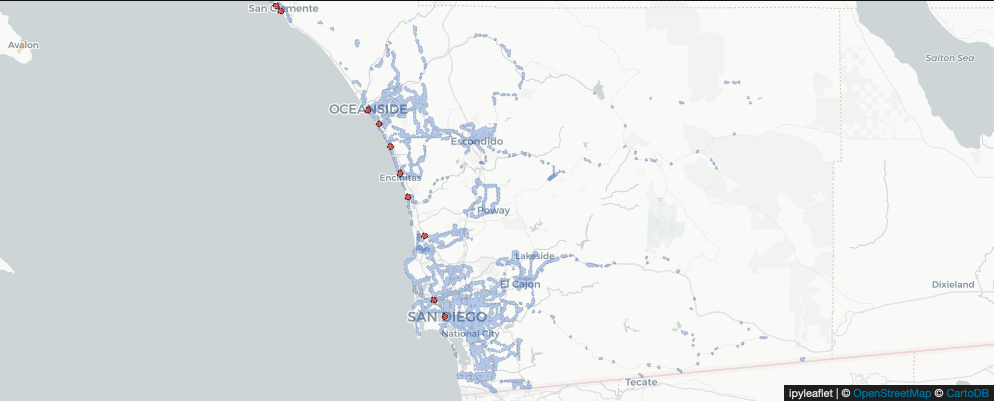 San Clemente
Avalon
Salton Sea
OCEANSIDE
Escondido
Encinitas
Poway
Lakeside
El Cajon
Dixieland
SAN DIEGO
National City
Tecate
ipyleaflet | © OpenStreetMap © CartoDB